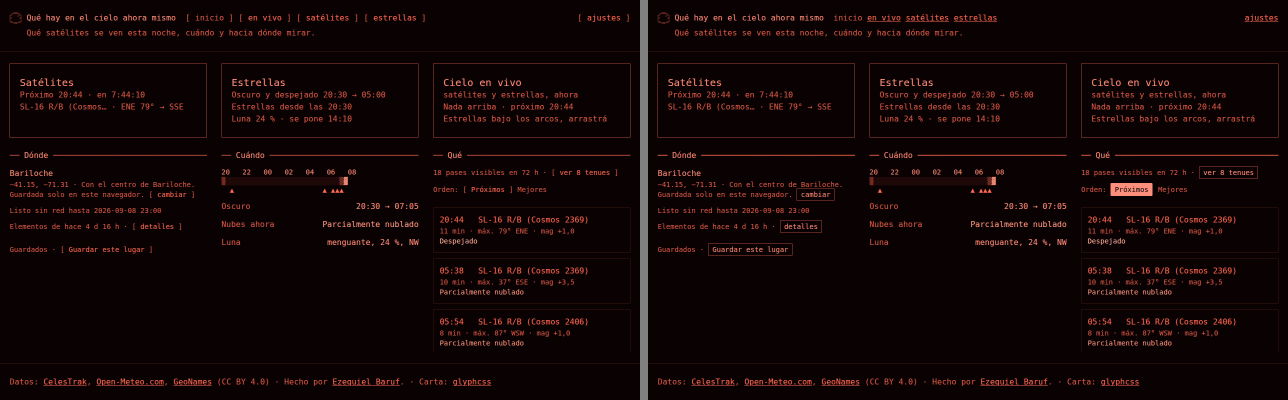 Qué hay en el cielo ahora mismo [ inicio ] [ en vivo ] [ satélites ] [ estrellas ] [ ajustes ]
Qué satélites se ven esta noche, cuándo y hacia dónde mirar.
Satélites
Próximo 20:44 · en 7:44:10
SL-16 R/B (Cosmos… · ENE 79° → SSE
Estrellas
Oscuro y despejado 20:30 → 05:00
Estrellas desde las 20:30
Luna 24 % · se pone 14:10
Cielo en vivo
satélites y estrellas, ahora
Nada arriba · próximo 20:44
Estrellas bajo los arcos, arrastrá
Dónde
Bariloche
−41.15, −71.31 · Con el centro de Bariloche.
Guardada solo en este navegador. [ cambiar ]
Listo sin red hasta 2026-09-08 23:00
Elementos de hace 4 d 16 h · [ detalles ]
Guardados · [ Guardar este lugar ]
Cuándo
20 22 00 02 04 06 08
▲ ▲ ▲▲▲
Oscuro 20:30 → 07:05
Nubes ahora Parcialmente nublado
Luna menguante, 24 %, NW
Qué
18 pases visibles en 72 h · [ ver 8 tenues ]
Orden: [ Próximos ] Mejores
20:44 SL-16 R/B (Cosmos 2369)
11 min · máx. 79° ENE · mag +1,0
Despejado
05:38 SL-16 R/B (Cosmos 2369)
10 min · máx. 37° ESE · mag +3,5
Parcialmente nublado
05:54 SL-16 R/B (Cosmos 2406)
8 min · máx. 87° WSW · mag +1,0
Parcialmente nublado
Datos: CelesTrak, Open-Meteo.com, GeoNames (CC BY 4.0) · Hecho por Ezequiel Baruf. · Carta: glyphcss
Qué hay en el cielo ahora mismo inicio en vivo satélites estrellas ajustes
Qué satélites se ven esta noche, cuándo y hacia dónde mirar.
Satélites
Próximo 20:44 · en 7:44:10
SL-16 R/B (Cosmos… · ENE 79° → SSE
Estrellas
Oscuro y despejado 20:30 → 05:00
Estrellas desde las 20:30
Luna 24 % · se pone 14:10
Cielo en vivo
satélites y estrellas, ahora
Nada arriba · próximo 20:44
Estrellas bajo los arcos, arrastrá
Dónde
Bariloche
−41.15, −71.31 · Con el centro de Bariloche.
Guardada solo en este navegador. cambiar
Listo sin red hasta 2026-09-08 23:00
Elementos de hace 4 d 16 h · detalles
Guardados · Guardar este lugar
Cuándo
20 22 00 02 04 06 08
▲ ▲ ▲▲▲
Oscuro 20:30 → 07:05
Nubes ahora Parcialmente nublado
Luna menguante, 24 %, NW
Qué
18 pases visibles en 72 h · ver 8 tenues
Orden: Próximos Mejores
20:44 SL-16 R/B (Cosmos 2369)
11 min · máx. 79° ENE · mag +1,0
Despejado
05:38 SL-16 R/B (Cosmos 2369)
10 min · máx. 37° ESE · mag +3,5
Parcialmente nublado
05:54 SL-16 R/B (Cosmos 2406)
8 min · máx. 87° WSW · mag +1,0
Parcialmente nublado
Datos: CelesTrak, Open-Meteo.com, GeoNames (CC BY 4.0) · Hecho por Ezequiel Baruf. · Carta: glyphcss